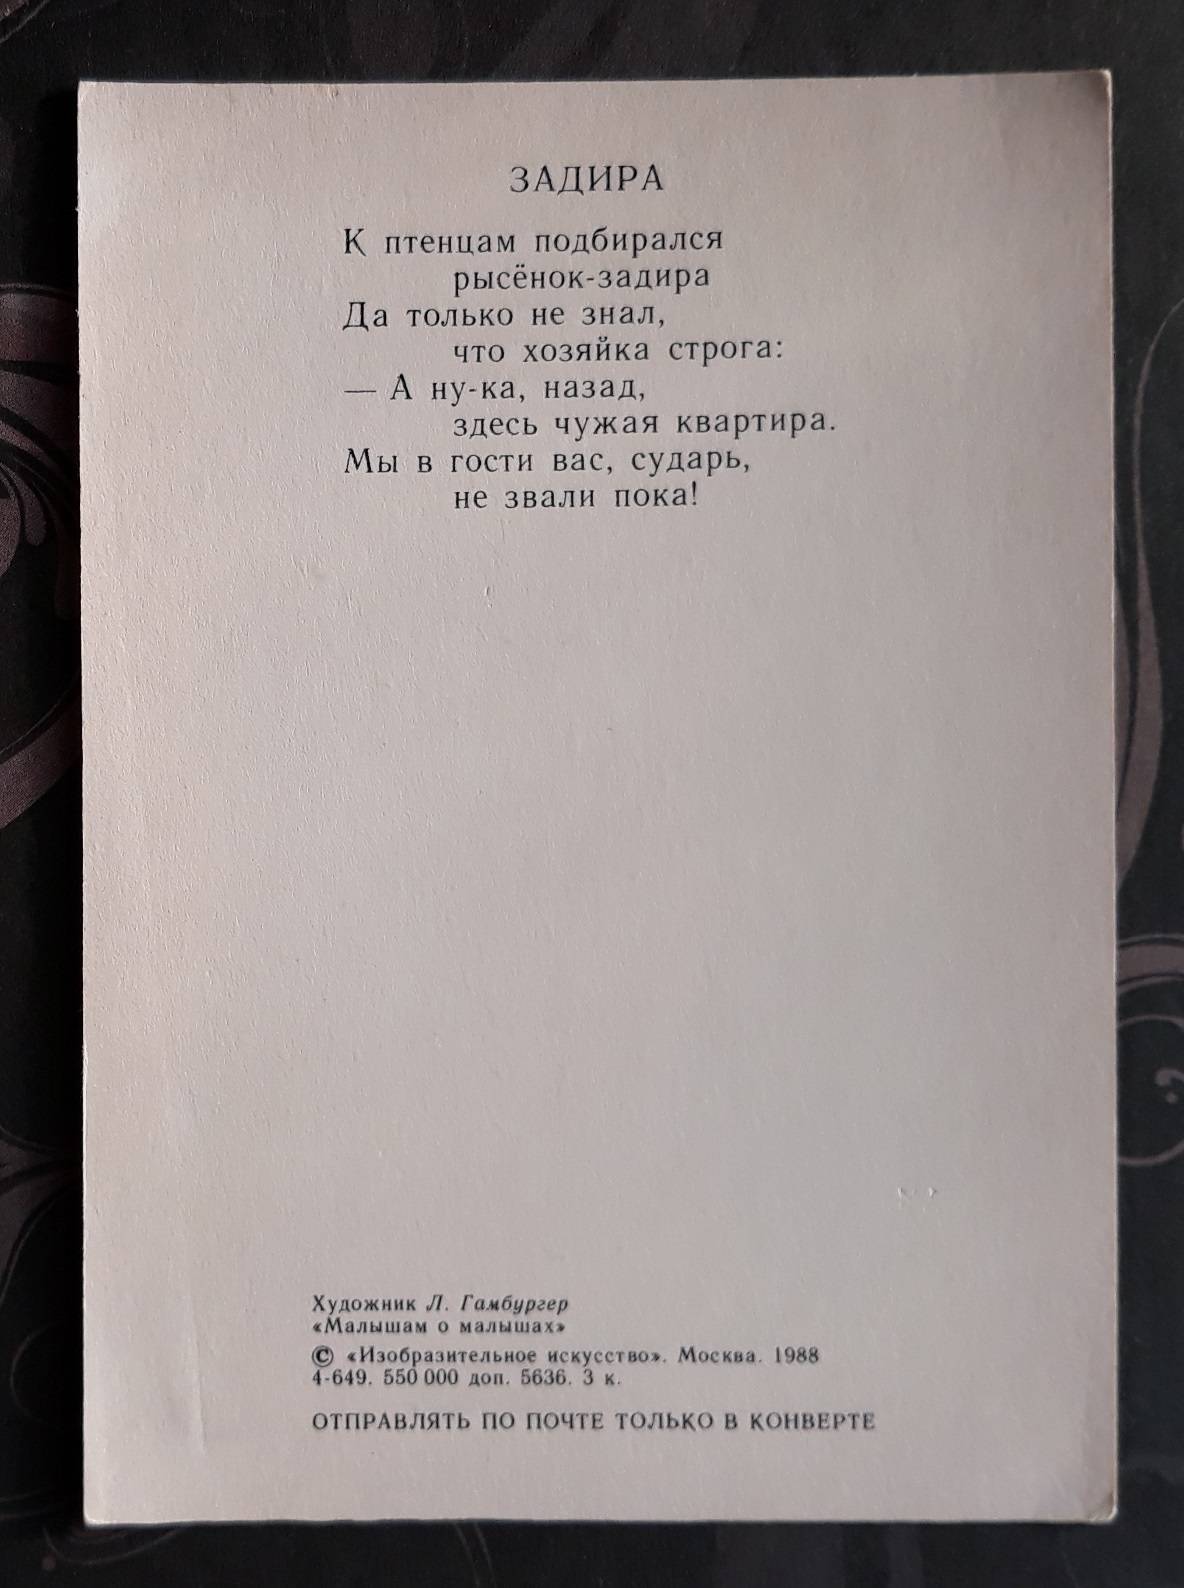 ЗАДИРА
К птенцам подбирался
рысёнок-задира
Да только не знал,
что хозяйка строга:
— А ну-ка, назад,
здесь чужая квартира.
Мы в гости вас, сударь,
не звали пока!
Художник Л. Гамбургер
«Малышам о малышах»
© «Изобразительное искусство». Москва. 1988
4-649. 550 000 доп. 5636. 3 к.
ОТПРАВЛЯТЬ ПО ПОЧТЕ ТОЛЬКО В КОНВЕРТЕ